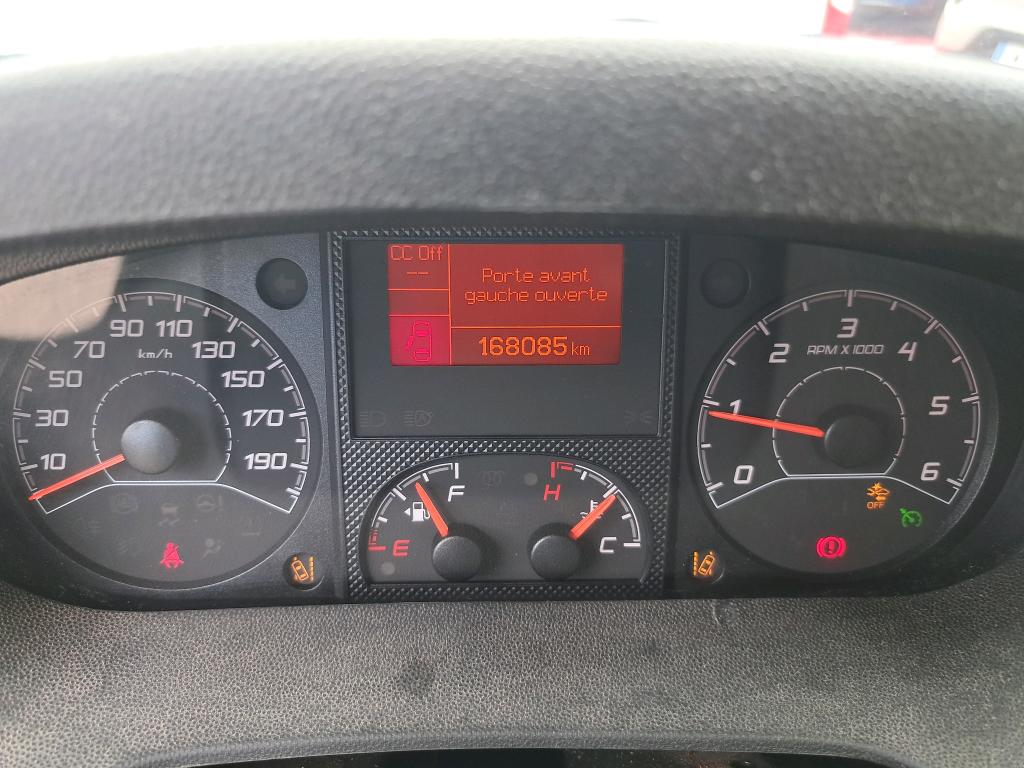 CC Off
--
Porte avant
gauche ouverte
168085 km
10
30
50
70
90
110
130
150
170
190
km/h
E
F
H
C
0
1
2
3
4
5
6
RPM X 1000
OFF